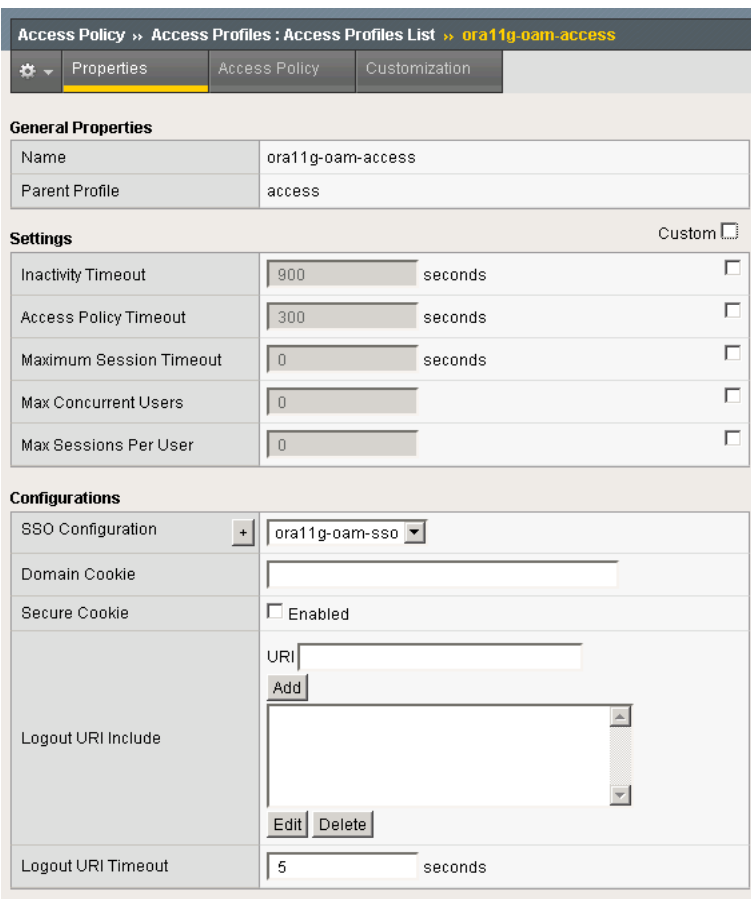 Access Policy ›› Access Profiles : Access Profiles List ›› ora11g-oam-access
Properties Access Policy Customization
General Properties
Name ora11g-oam-access
Parent Profile access
Settings Custom
Inactivity Timeout 900 seconds
Access Policy Timeout 300 seconds
Maximum Session Timeout 0 seconds
Max Concurrent Users 0
Max Sessions Per User 0
Configurations
SSO Configuration + ora11g-oam-sso
Domain Cookie
Secure Cookie Enabled
URI
Add
Logout URI Include
Edit Delete
Logout URI Timeout 5 seconds